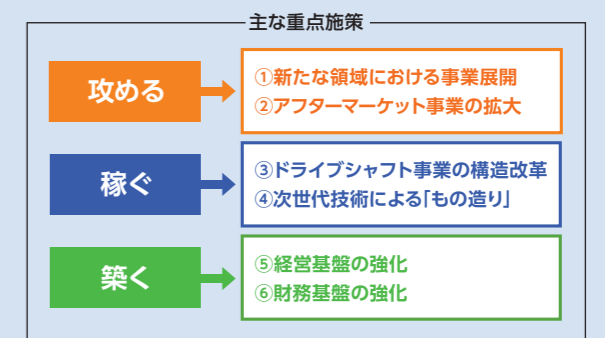 主な重点施策
攻める
①新たな領域における事業展開
②アフターマーケット事業の拡大
稼ぐ
③ドライブシャフト事業の構造改革
④次世代技術による「もの造り」
築く
⑤経営基盤の強化
⑥財務基盤の強化